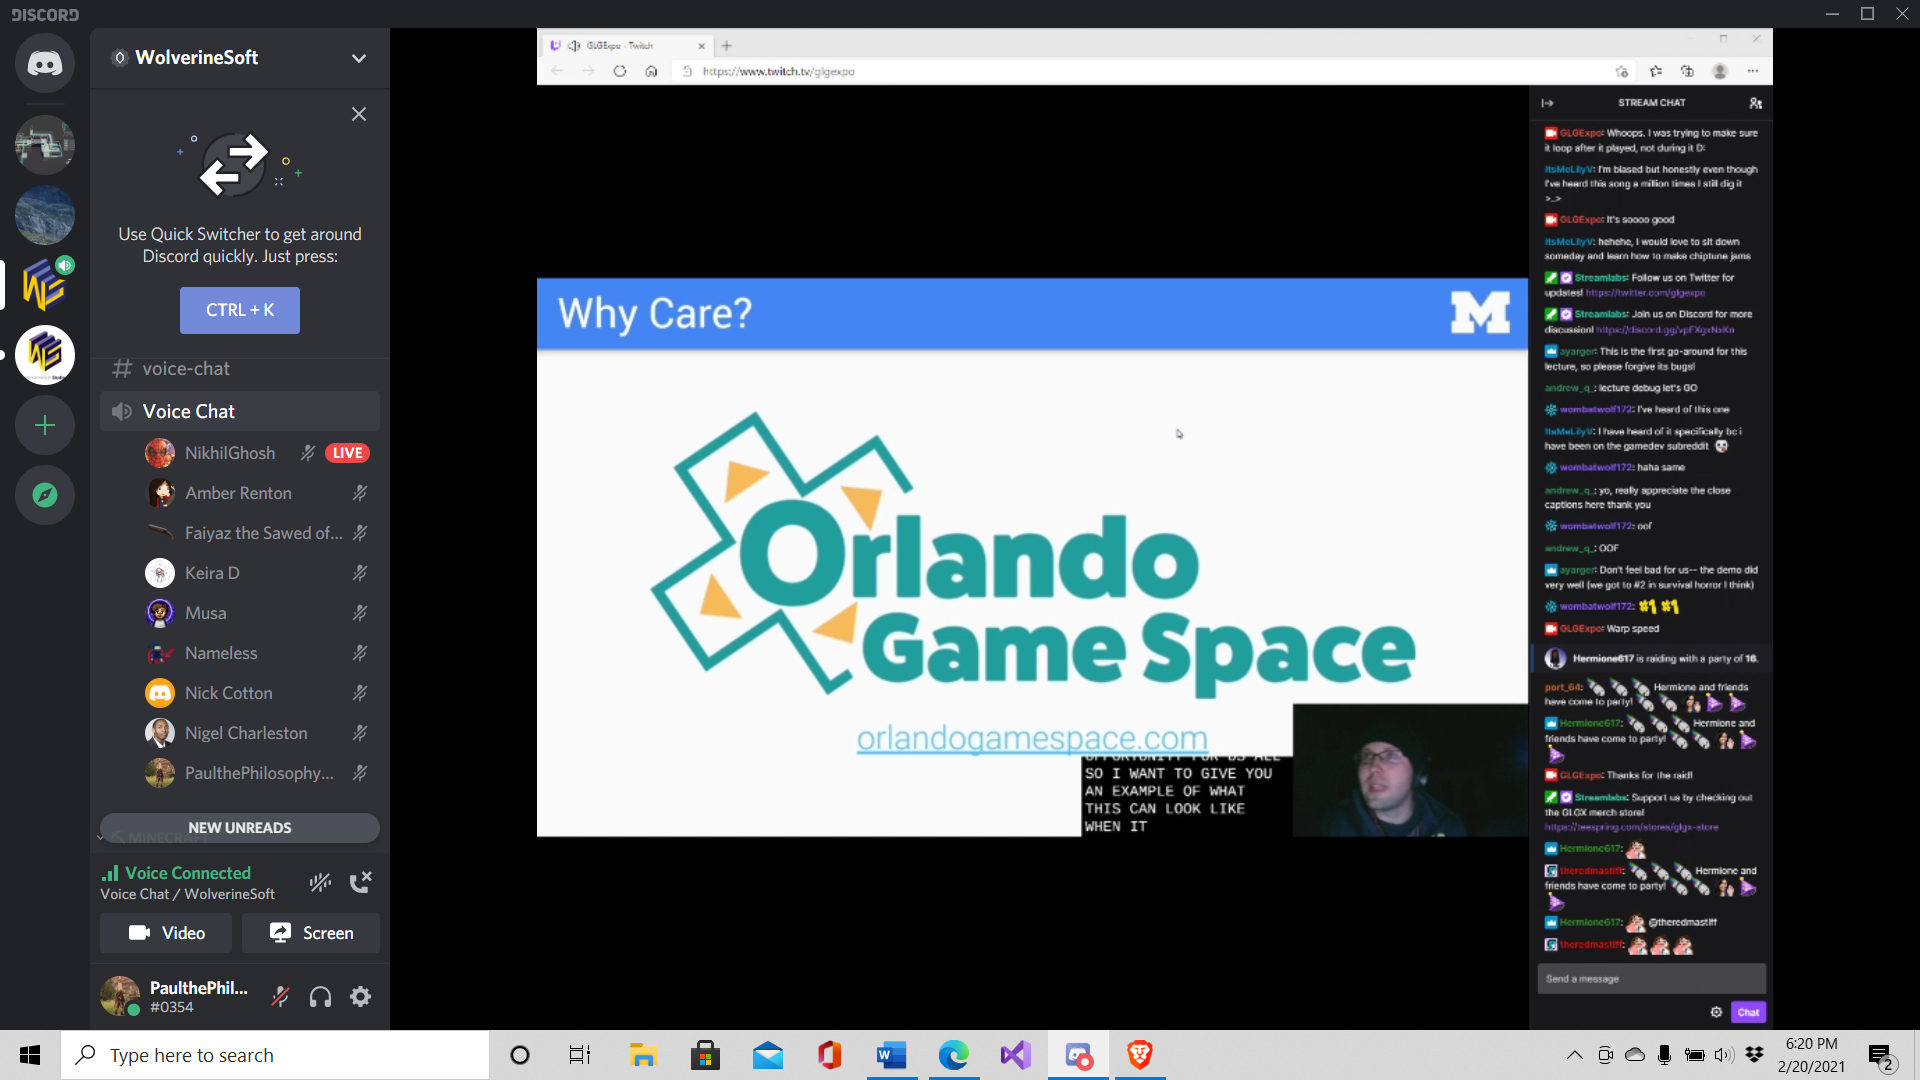 DISCORD
WolverineSoft
Use Quick Switcher to get around
Discord quickly. Just press:
CTRL + K
voice-chat
Voice Chat
NikhilGhosh
LIVE
Amber Renton
Faiyaz the Sawed of...
Keira D
Musa
Nameless
Nick Cotton
Nigel Charleston
PaulthePhilosophy...
NEW UNREADS
Voice Connected
Voice Chat / WolverineSoft
Video
Screen
PaulthePhil...
#0354
GLGExpo - Twitch
https://www.twitch.tv/glgexpo
Why Care?
M
Orlando
Game Space
orlandogamespace.com
OPPORTUNITY FOR US ALL
SO I WANT TO GIVE YOU
AN EXAMPLE OF WHAT
THIS CAN LOOK LIKE
WHEN IT
STREAM CHAT
GLGExpo: Whoops. I was trying to make sure
it loop after it played, not during it D:
ItsMeLilyV: I'm biased but honestly even though
I've heard this song a million times I still dig it
>_>
GLGExpo: It's soooo good
ItsMeLilyV: hehehe, I would love to sit down
someday and learn how to make chiptune jams
Streamlabs: Follow us on Twitter for
updates! https://twitter.com/glgexpo
Streamlabs: Join us on Discord for more
discussion!
ayarger: This is the first go-around for this
lecture, so please forgive its bugs!
andrew_q_: lecture debug let's GO
wombatwolf172: I've heard of this one
ItsMeLilyV: I have heard of it specifically bc i
have been on the gamedev subreddit
wombatwolf172: haha same
andrew_q_: yo, really appreciate the close
captions here thank you
wombatwolf172: oof
andrew_q_: OOF
ayarger: Don't feel bad for us-- the demo did
very well (we got to #2 in survival horror I think)
wombatwolf172: #1 #1
GLGExpo: Warp speed
Hermione617 is raiding with a party of 16.
port_64: Hermione and friends
have come to party!
Hermione617: Hermione and
friends have come to party!
GLGExpo: Thanks for the raid!
Streamlabs: Support us by checking out
the GLGX merch store!
https://teespring.com/stores/glgx-store
Hermione617:
theredmastiff: Hermione and
friends have come to party!
Hermione617: @theredmastiff
theredmastiff:
Send a message
Chat
Type here to search
6:20 PM
2/20/2021
2